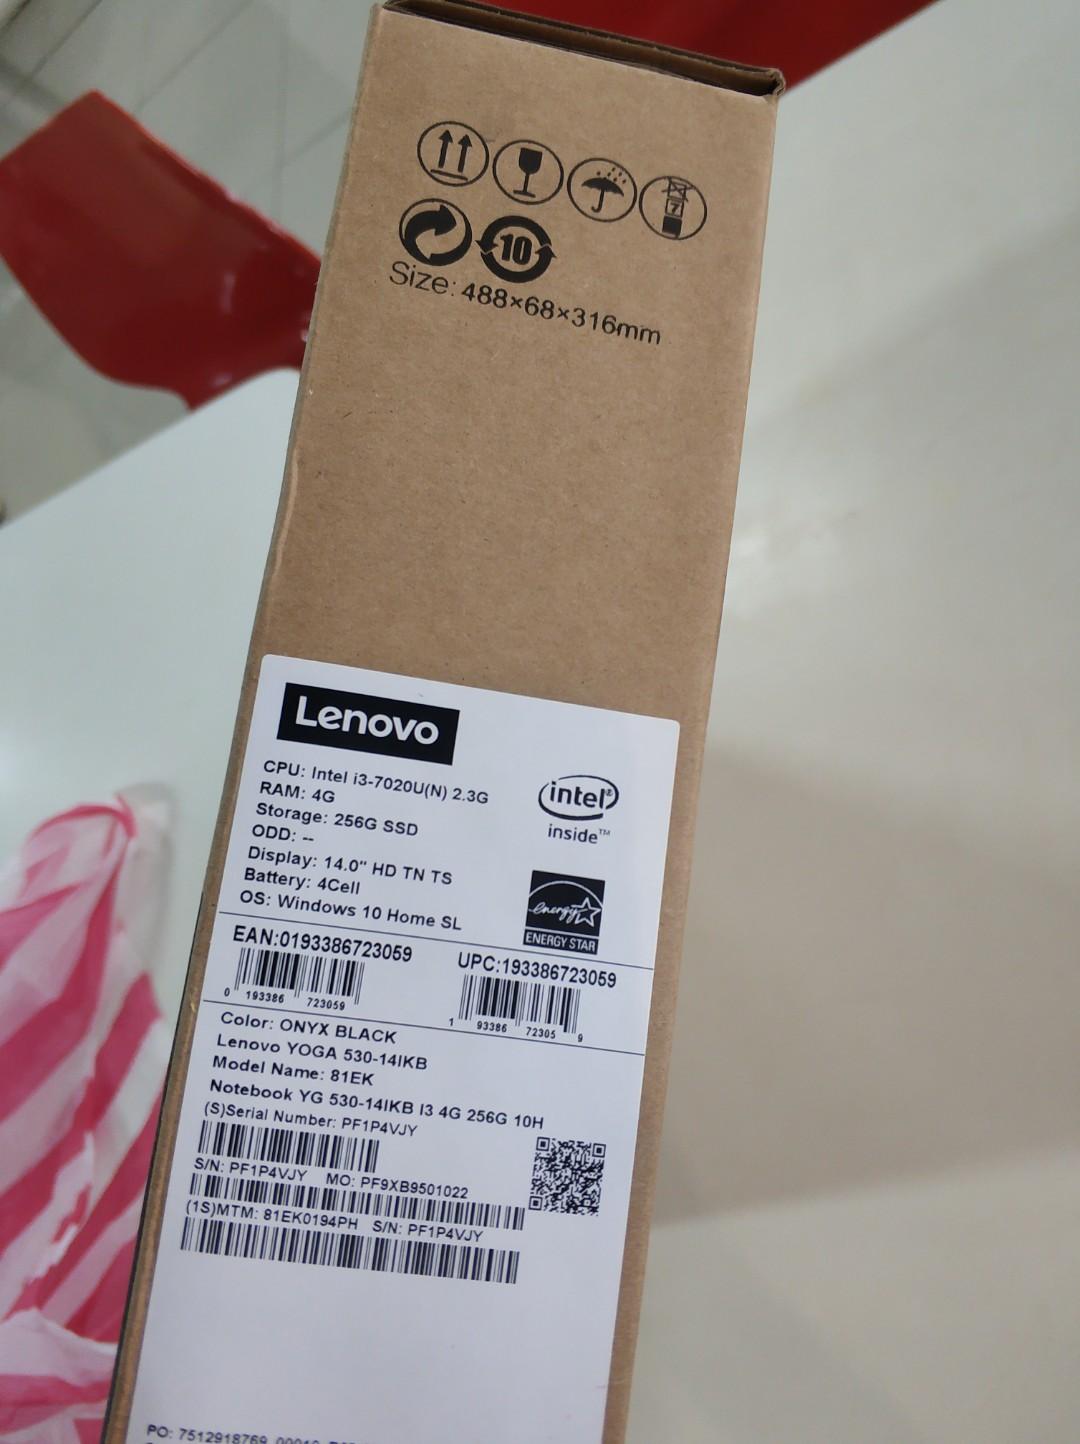 7
10
Size: 488×68×316mm
Lenovo
CPU: Intel i3-7020U(N) 2.3G
RAM: 4G
Storage: 256G SSD
ODD: --
Display: 14.0" HD TN TS
Battery: 4Cell
OS: Windows 10 Home SL
intel®
inside™
energy
ENERGY STAR
EAN:0193386723059
0 193386 723059
UPC:193386723059
1 93386 72305 9
Color: ONYX BLACK
Lenovo YOGA 530-14IKB
Model Name: 81EK
Notebook YG 530-14IKB I3 4G 256G 10H
(S)Serial Number: PF1P4VJY
S/N: PF1P4VJY MO: PF9XB9501022
(1S)MTM: 81EK0194PH S/N: PF1P4VJY
PO: 7512918769